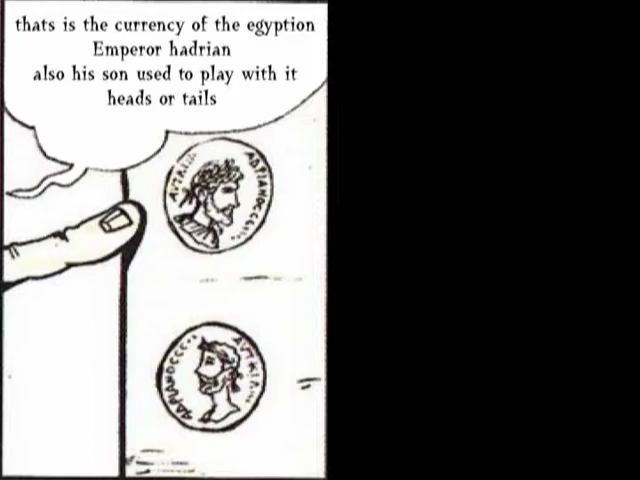 thats is the currency of the egyption
Emperor hadrian
also his son used to play with it
heads or tails